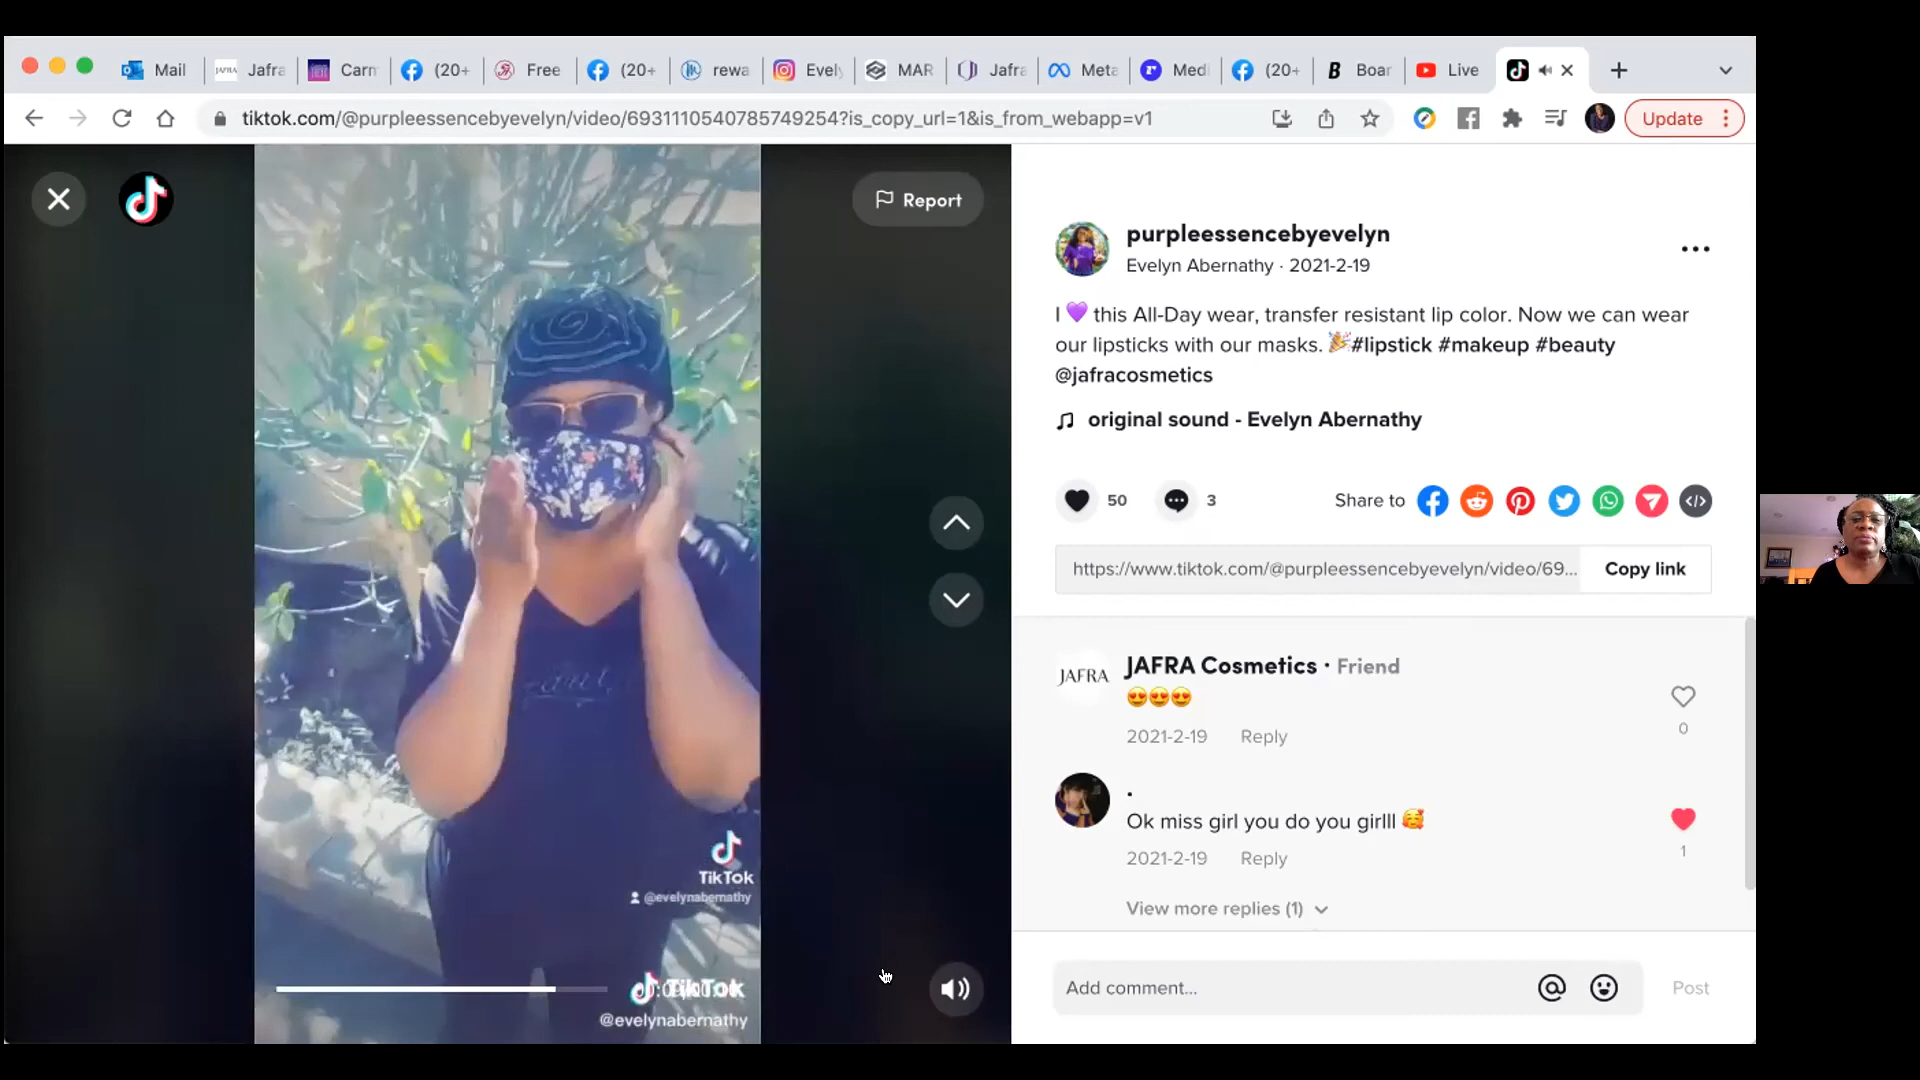 Mail
Jafra
Carm
(20+
Free
(20+
rewa
Evely
MAR
Jafra
Meta
Medi
(20+
Boar
Live
tiktok.com/@purpleessencebyevelyn/video/6931110540785749254?is_copy_url=1&is_from_webapp=v1
Update
Report
purpleessencebyevelyn
Evelyn Abernathy · 2021-2-19
I 💜 this All-Day wear, transfer resistant lip color. Now we can wear
our lipsticks with our masks. 🎉#lipstick #makeup #beauty
@jafracosmetics
original sound - Evelyn Abernathy
50
3
Share to
https://www.tiktok.com/@purpleessencebyevelyn/video/69...
Copy link
JAFRA
JAFRA Cosmetics · Friend
😍😍😍
0
2021-2-19 Reply
.
Ok miss girl you do you girlll 🥰
1
2021-2-19 Reply
View more replies (1)
Add comment...
Post
TikTok
@evelynabernathy
TikTok
@evelynabernathy